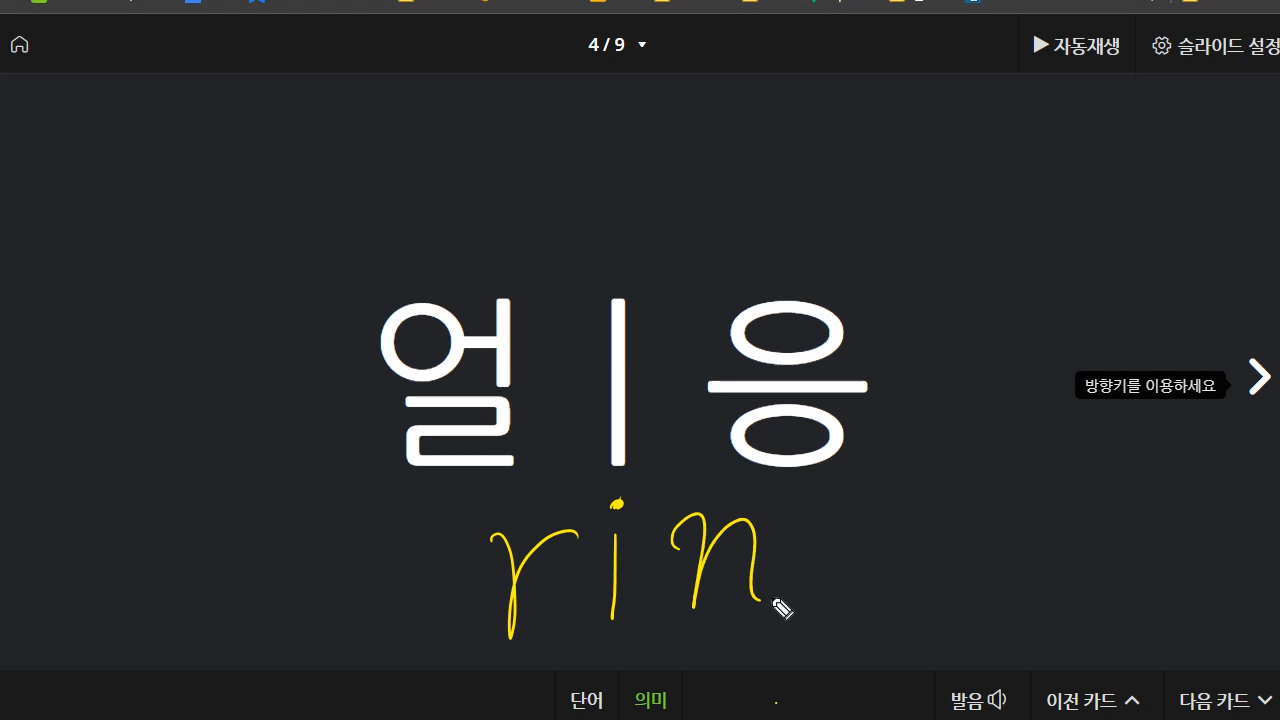 4 / 9
자동재생
슬라이드 설정
얼 ㅣ 응
방향키를 이용하세요
rin
단어
의미
발음
이전 카드
다음 카드